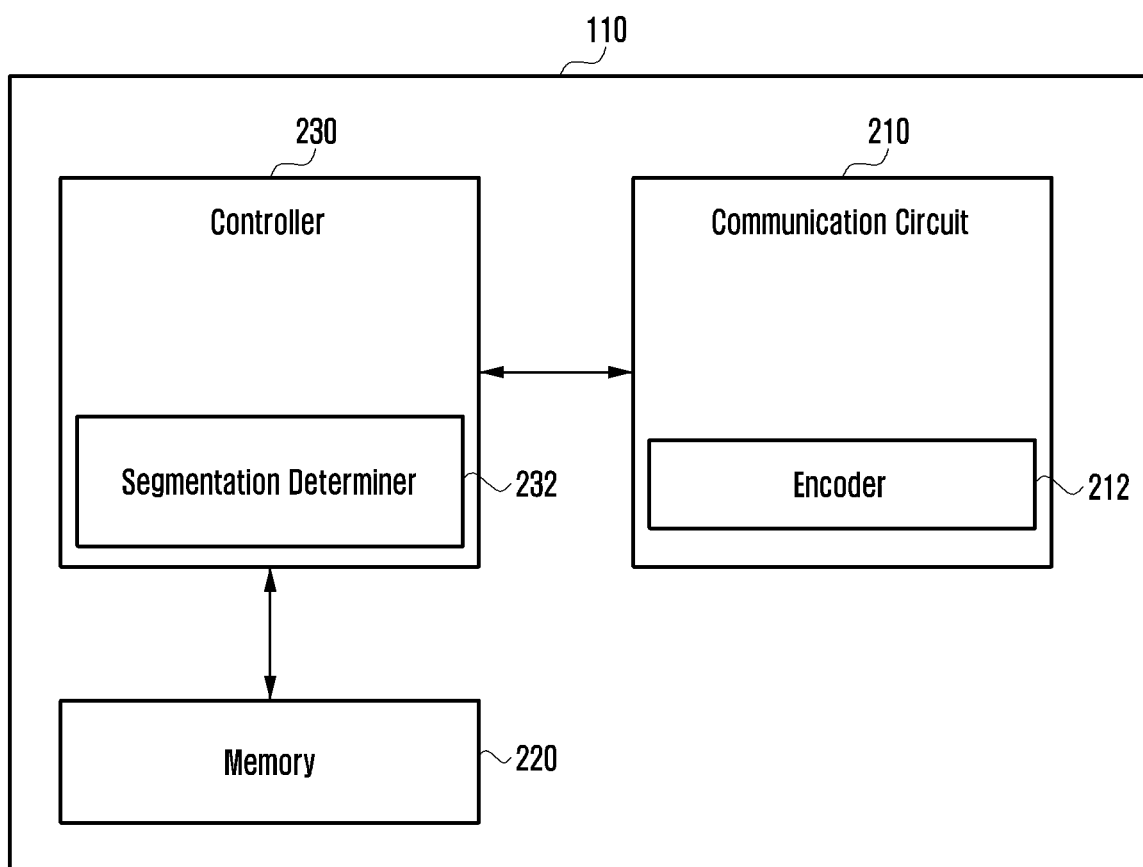 110
230
210
Controller
Communication Circuit
Segmentation Determiner
232
Encoder
212
Memory
220